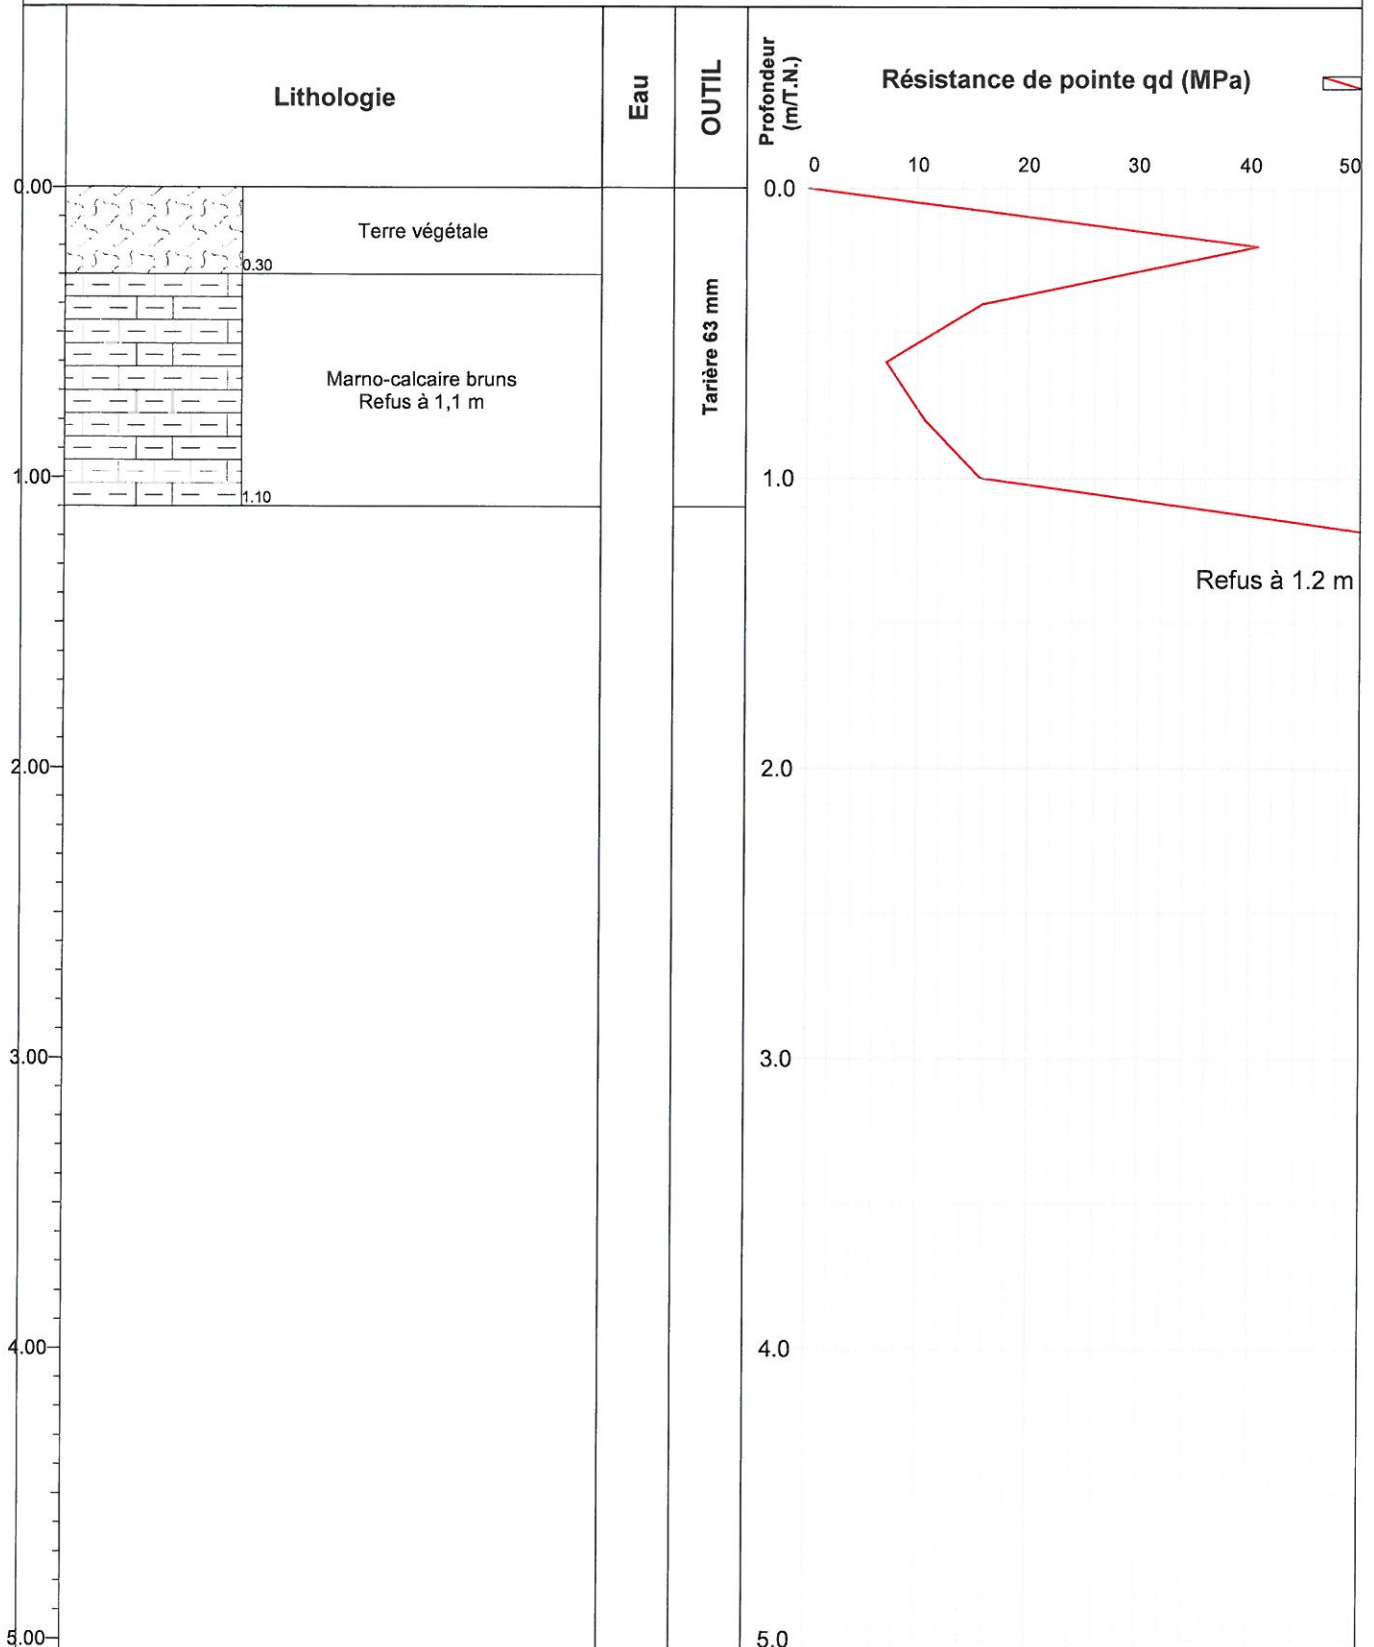 Lithologie
Eau
OUTIL
Profondeur
(m/T.N.)
Résistance de pointe qd (MPa)
0 10 20 30 40 50
0.00
Terre végétale
0.30
Marno-calcaire bruns
Refus à 1,1 m
1.00
1.10
2.00
3.00
4.00
5.00
Tarière 63 mm
0.0
1.0
Refus à 1.2 m
2.0
3.0
4.0
5.0